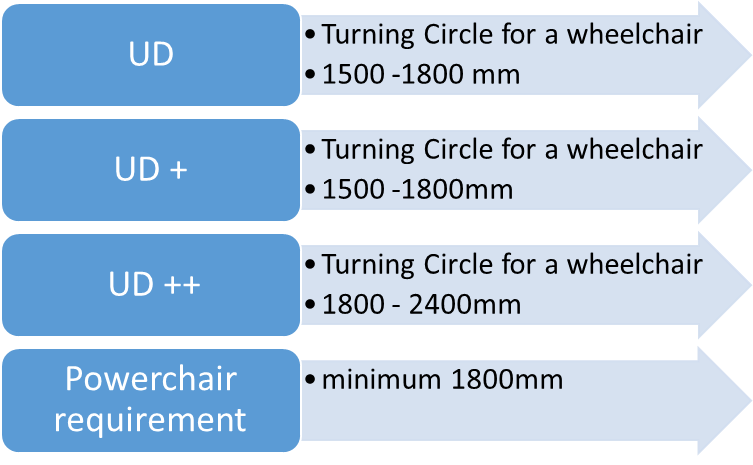 UD
• Turning Circle for a wheelchair
• 1500 -1800 mm
UD +
• Turning Circle for a wheelchair
• 1500 -1800mm
UD ++
• Turning Circle for a wheelchair
• 1800 - 2400mm
Powerchair
requirement
• minimum 1800mm